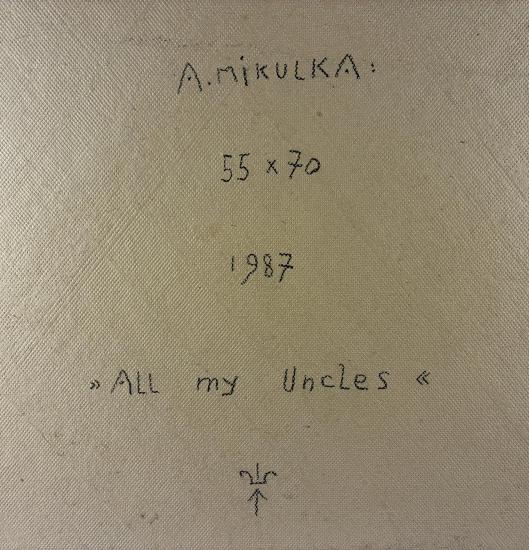 A. MIKULKA:
55 x 70
1987
»All my Uncles«